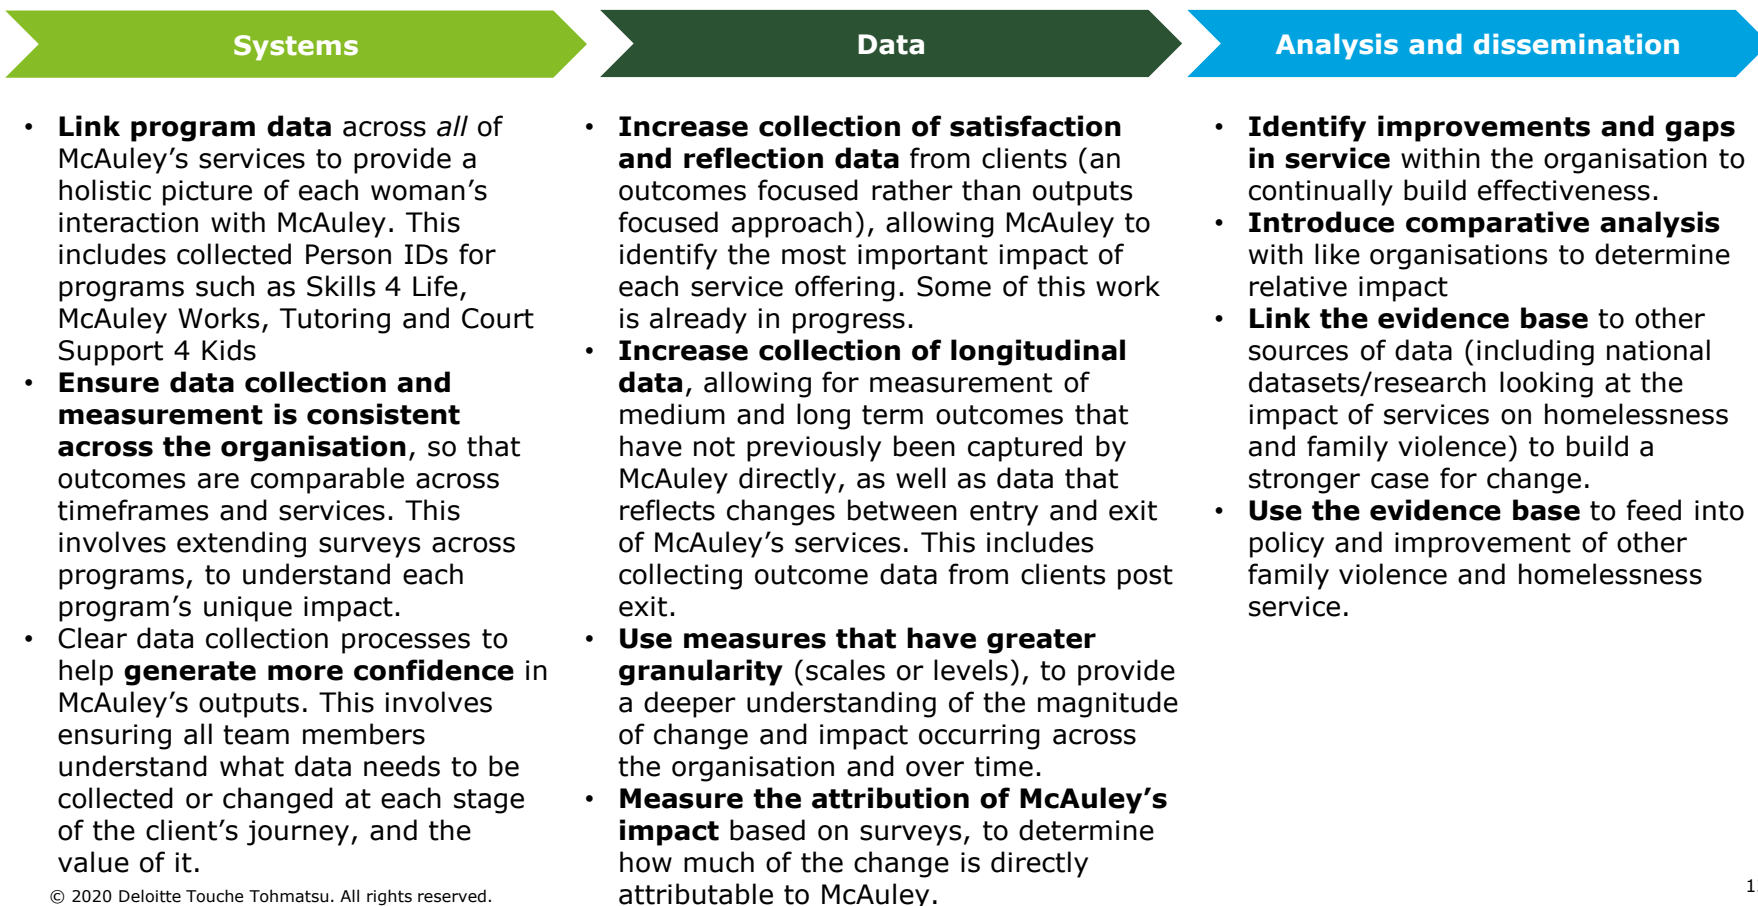 Systems
• Link program data across all of
McAuley’s services to provide a
holistic picture of each woman’s
interaction with McAuley. This
includes collected Person IDs for
programs such as Skills 4 Life,
McAuley Works, Tutoring and Court
Support 4 Kids
• Ensure data collection and
measurement is consistent
across the organisation, so that
outcomes are comparable across
timeframes and services. This
involves extending surveys across
programs, to understand each
program’s unique impact.
• Clear data collection processes to
help generate more confidence in
McAuley’s outputs. This involves
ensuring all team members
understand what data needs to be
collected or changed at each stage
of the client’s journey, and the
value of it.
Data
• Increase collection of satisfaction
and reflection data from clients (an
outcomes focused rather than outputs
focused approach), allowing McAuley to
identify the most important impact of
each service offering. Some of this work
is already in progress.
• Increase collection of longitudinal
data, allowing for measurement of
medium and long term outcomes that
have not previously been captured by
McAuley directly, as well as data that
reflects changes between entry and exit
of McAuley’s services. This includes
collecting outcome data from clients post
exit.
• Use measures that have greater
granularity (scales or levels), to provide
a deeper understanding of the magnitude
of change and impact occurring across
the organisation and over time.
• Measure the attribution of McAuley’s
impact based on surveys, to determine
how much of the change is directly
attributable to McAuley.
Analysis and dissemination
• Identify improvements and gaps
in service within the organisation to
continually build effectiveness.
• Introduce comparative analysis
with like organisations to determine
relative impact
• Link the evidence base to other
sources of data (including national
datasets/research looking at the
impact of services on homelessness
and family violence) to build a
stronger case for change.
• Use the evidence base to feed into
policy and improvement of other
family violence and homelessness
service.
© 2020 Deloitte Touche Tohmatsu. All rights reserved.